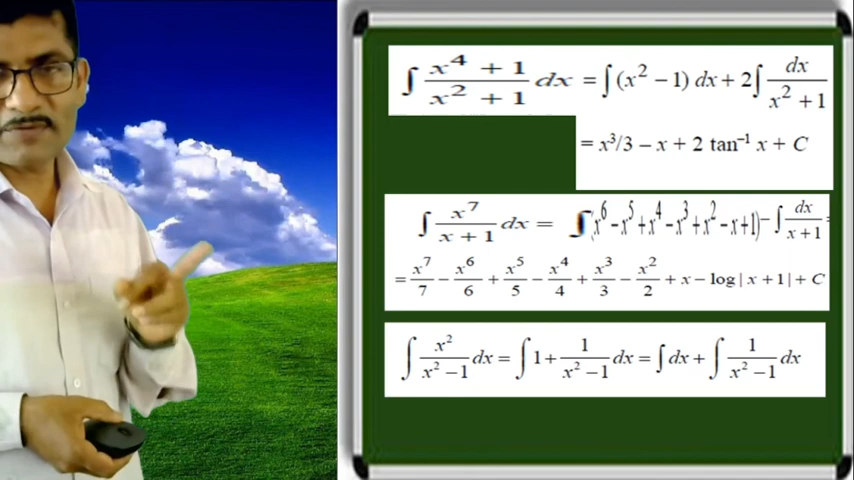 ∫ (x⁴ + 1)/(x² + 1) dx = ∫(x² − 1) dx + 2∫ dx/(x² + 1)
= x³/3 − x + 2 tan⁻¹ x + C
∫ x⁷/(x + 1) dx = ∫(x⁶ − x⁵ + x⁴ − x³ + x² − x + 1) − ∫ dx/(x + 1) =
= x⁷/7 − x⁶/6 + x⁵/5 − x⁴/4 + x³/3 − x²/2 + x − log | x + 1 | + C
∫ x²/(x² − 1) dx = ∫ 1 + 1/(x² − 1) dx = ∫ dx + ∫ 1/(x² − 1) dx